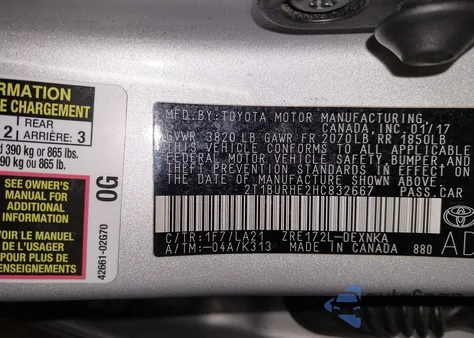 RMATION
E CHARGEMENT
REAR
2 ARRIÈRE: 3
390 kg or 865 lbs.
90 kg ou 865 lb.
SEE OWNER'S
MANUAL FOR
ADDITIONAL
INFORMATION
VOIR LE MANUEL
de L'USAGER
POUR PLUS DE
RENSEIGNEMENTS
OG
42661-02G70
MFD.BY:TOYOTA MOTOR MANUFACTURING,
CANADA, INC. 01/17
GVWR 3820 LB GAWR FR 2070LB RR 1850LB
THIS VEHICLE CONFORMS TO ALL APPLICABLE
FEDERAL MOTOR VEHICLE SAFETY,BUMPER,AND
THEFT PREVENTION STANDARDS IN EFFECT ON
THE DATE OF MANUFACTURE SHOWN ABOVE.
2T1BURHE2HC832667 PASS.CAR
C/TR:1F7/LA21 ZRE172L-DEXNKA
A/TM:-04A/K313 MADE IN CANADA 880
TOYOTA
AD